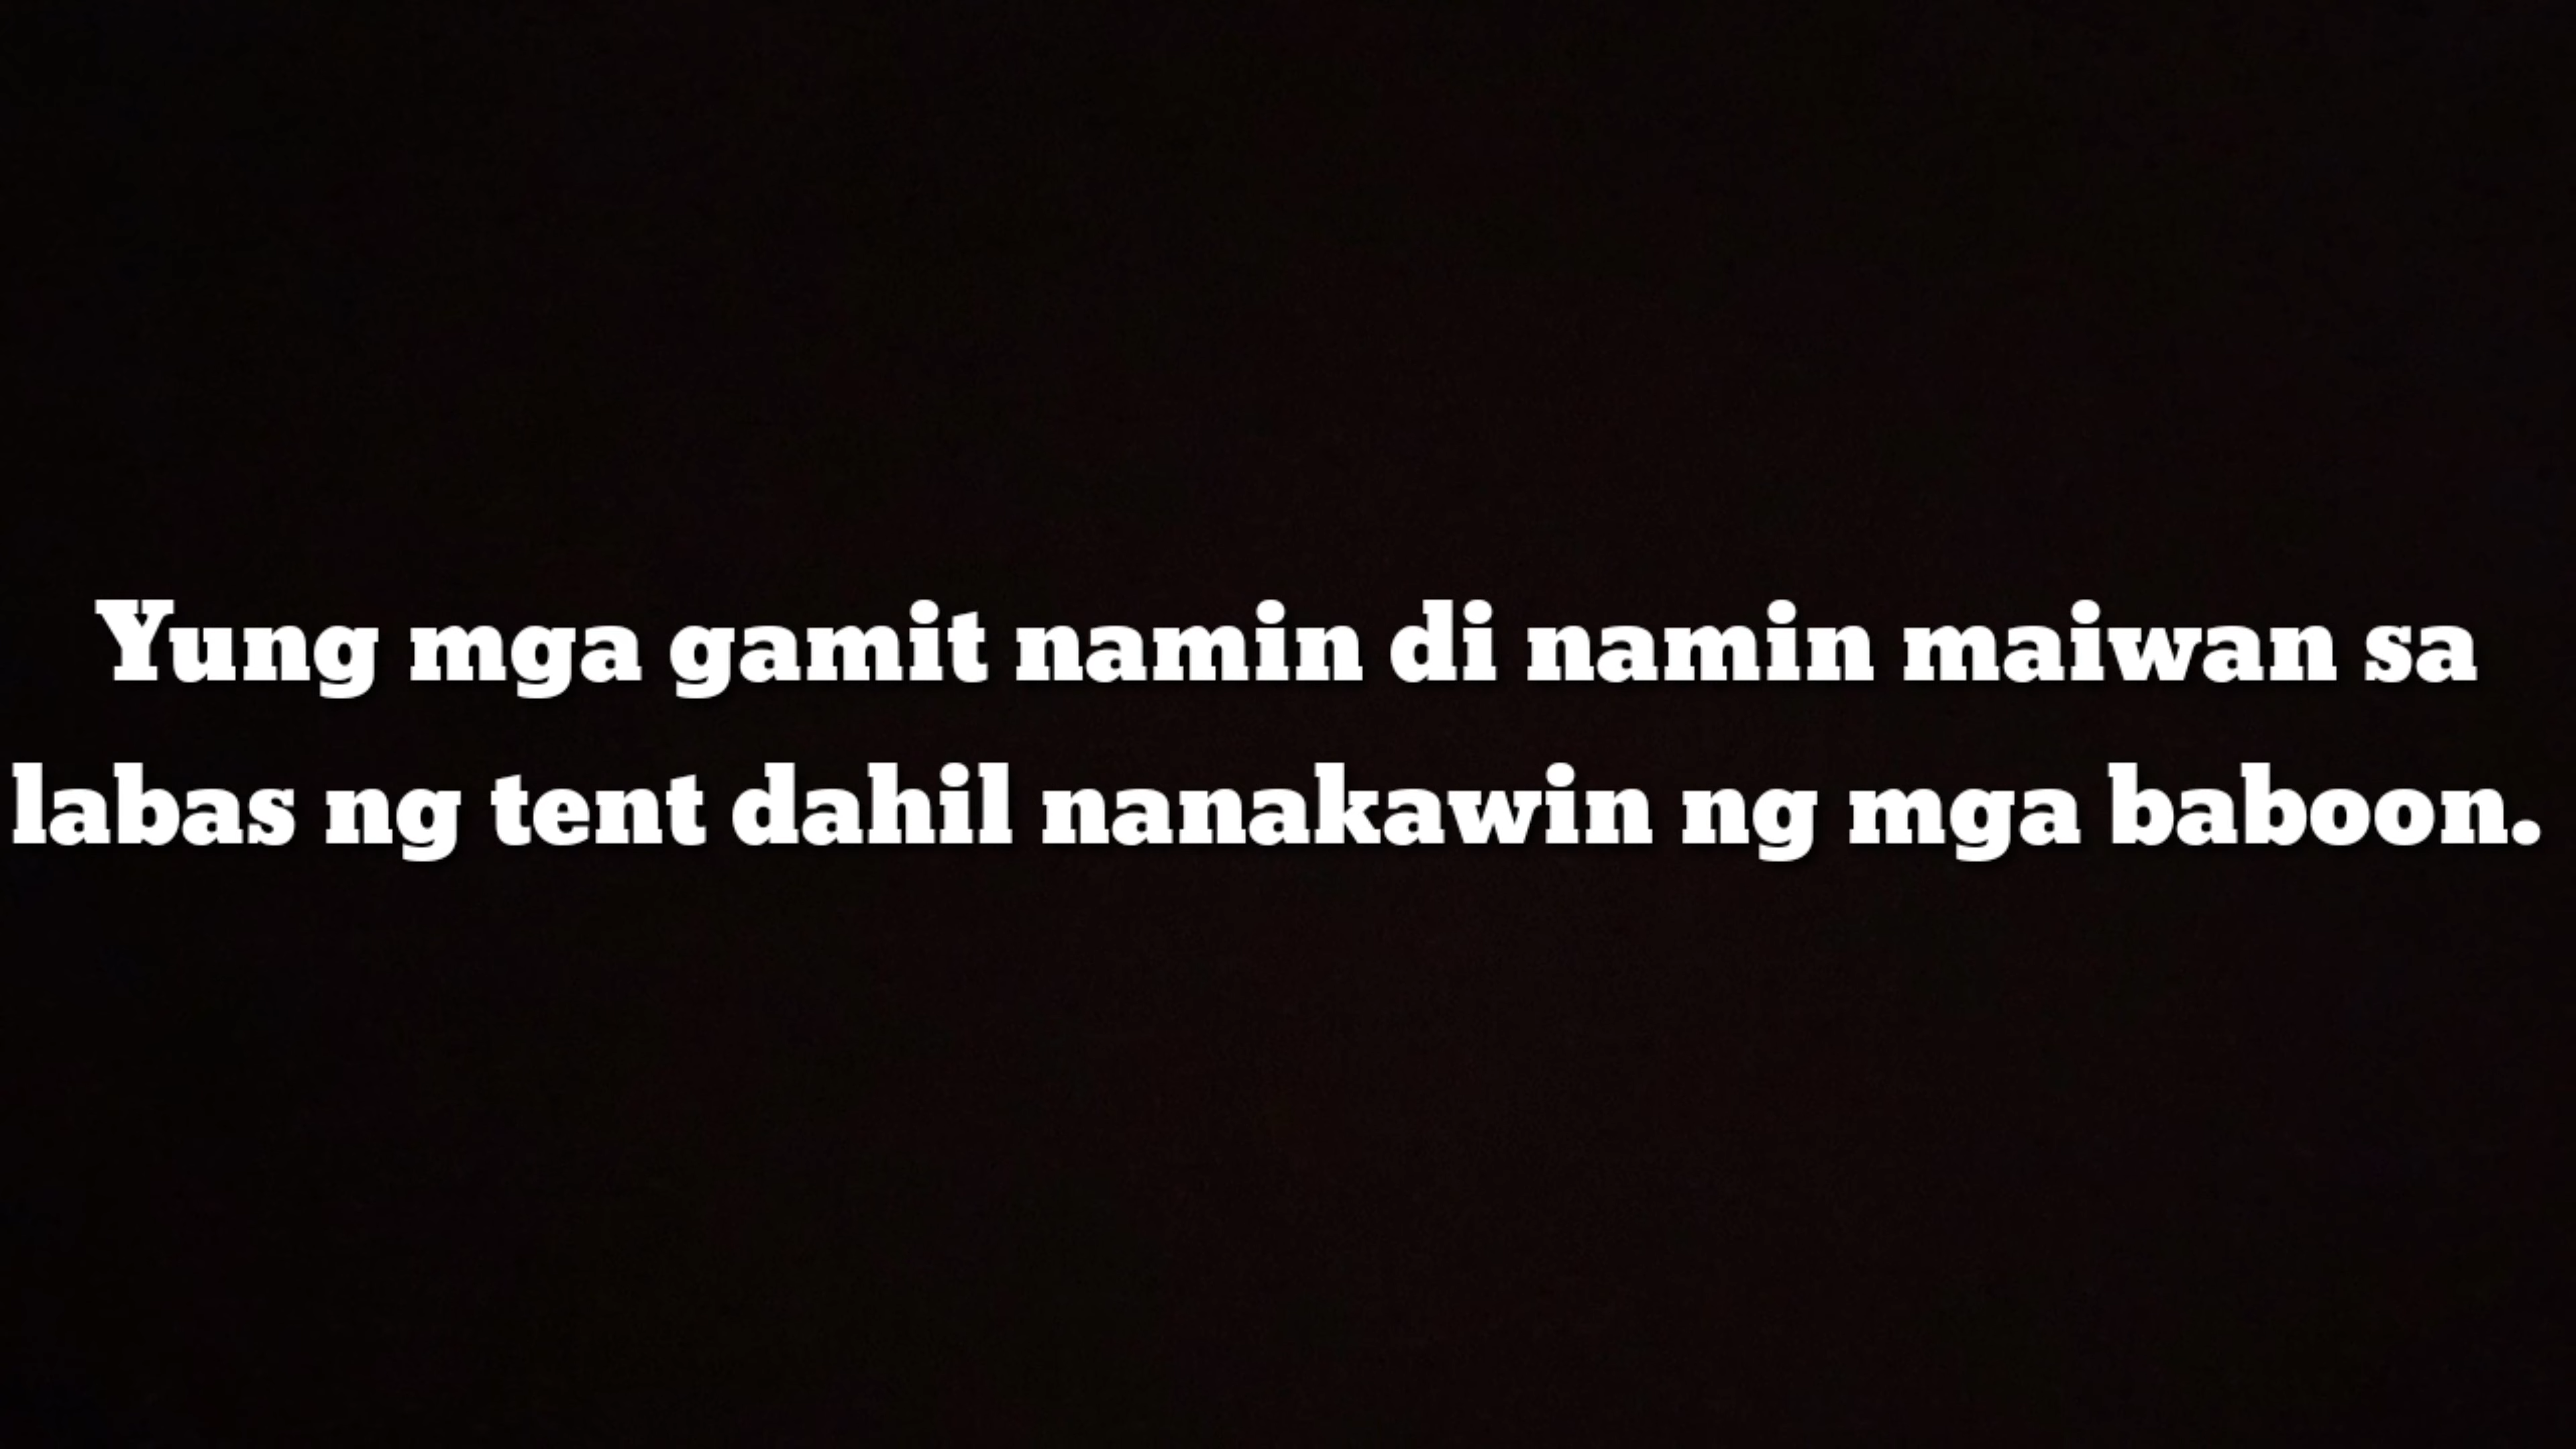 Yung mga gamit namin di namin maiwan sa
labas ng tent dahil nanakawin ng mga baboon.